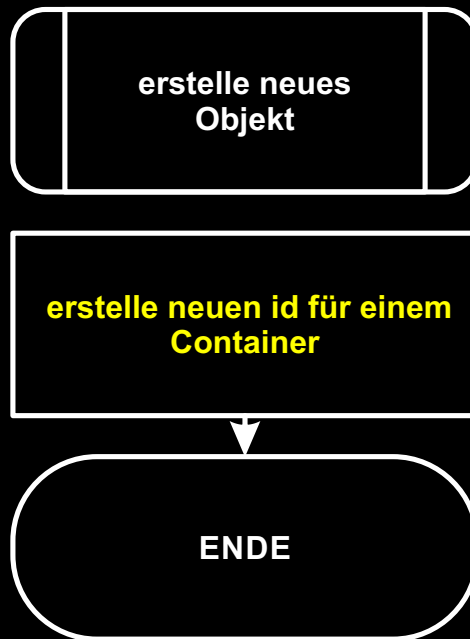 erstelle neues
Objekt
erstelle neuen id für einem
Container
ENDE